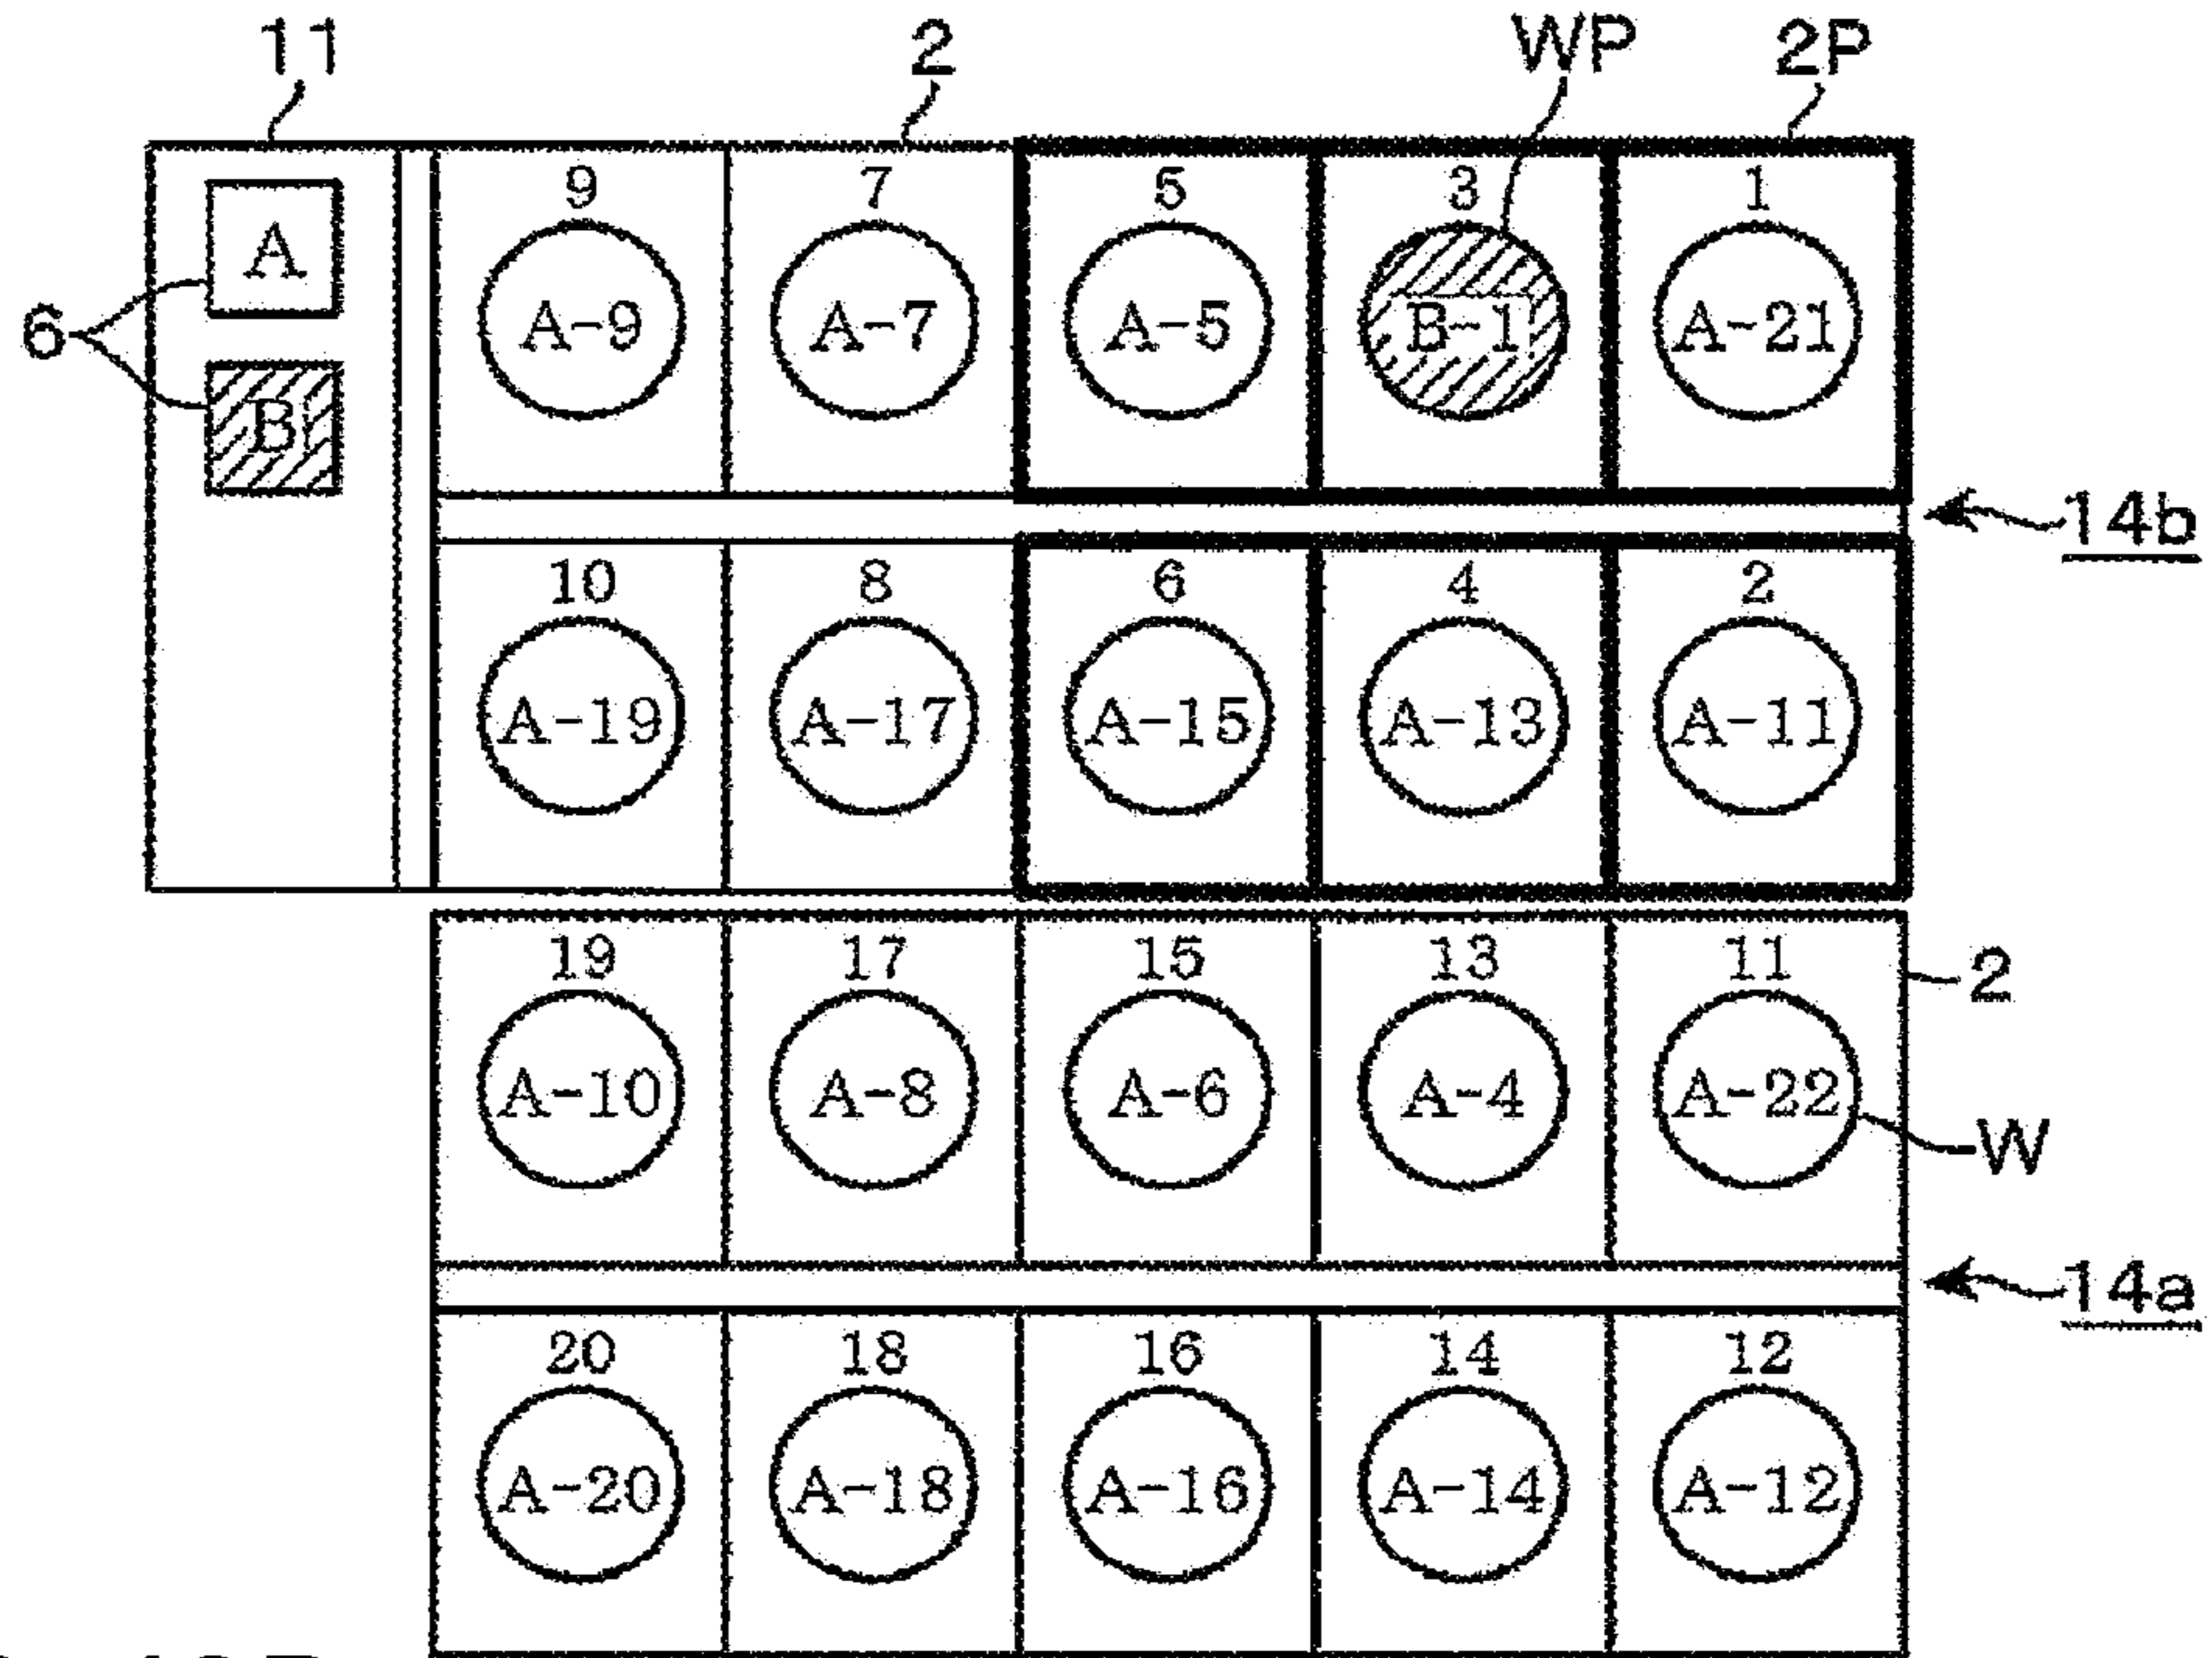 11 2 WP 2P
A 9 7 5 3 1
6 A-9 A-7 A-5 B-1 A-21
B
14b
10 8 6 4 2
A-19 A-17 A-15 A-13 A-11
19 17 15 13 11 2
A-10 A-8 A-6 A-4 A-22
W
14a
20 18 16 14 12
A-20 A-18 A-16 A-14 A-12